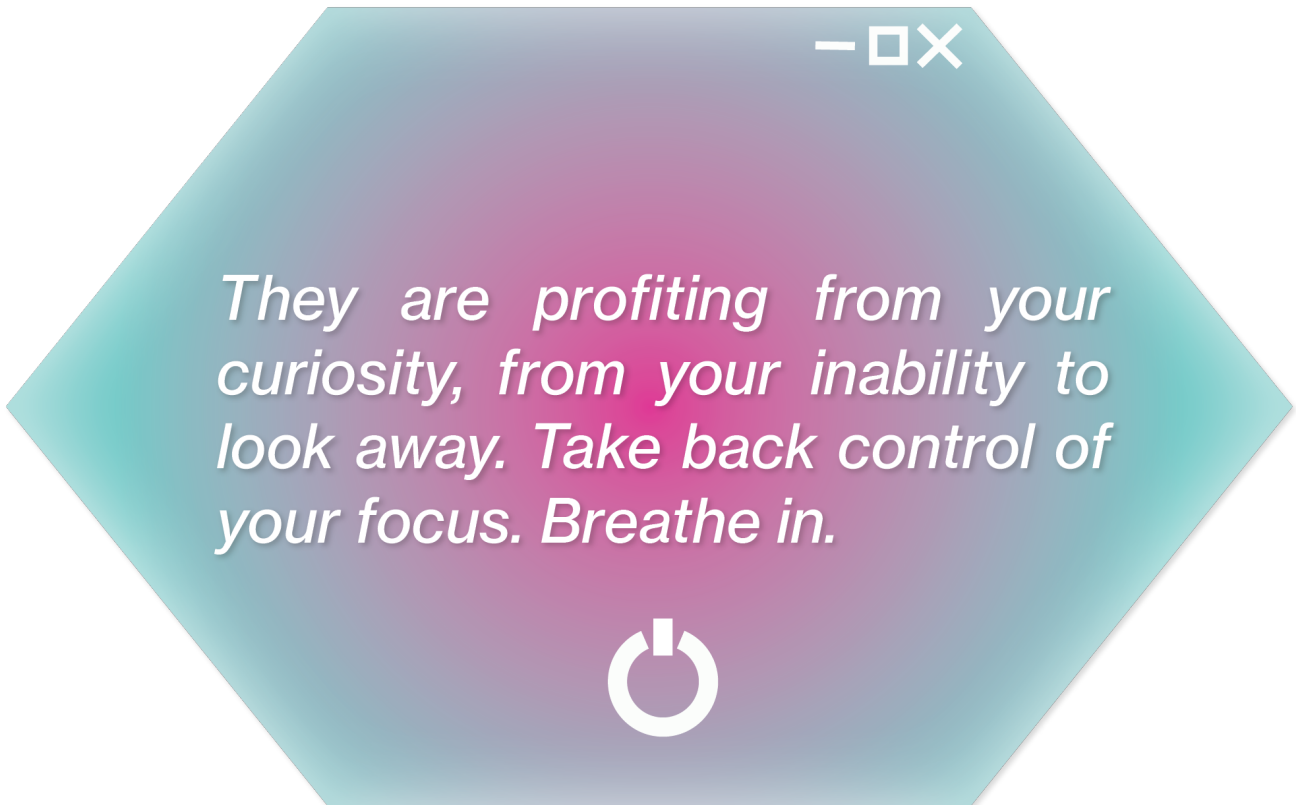 They are profiting from your
curiosity, from your inability to
look away. Take back control of
your focus. Breathe in.